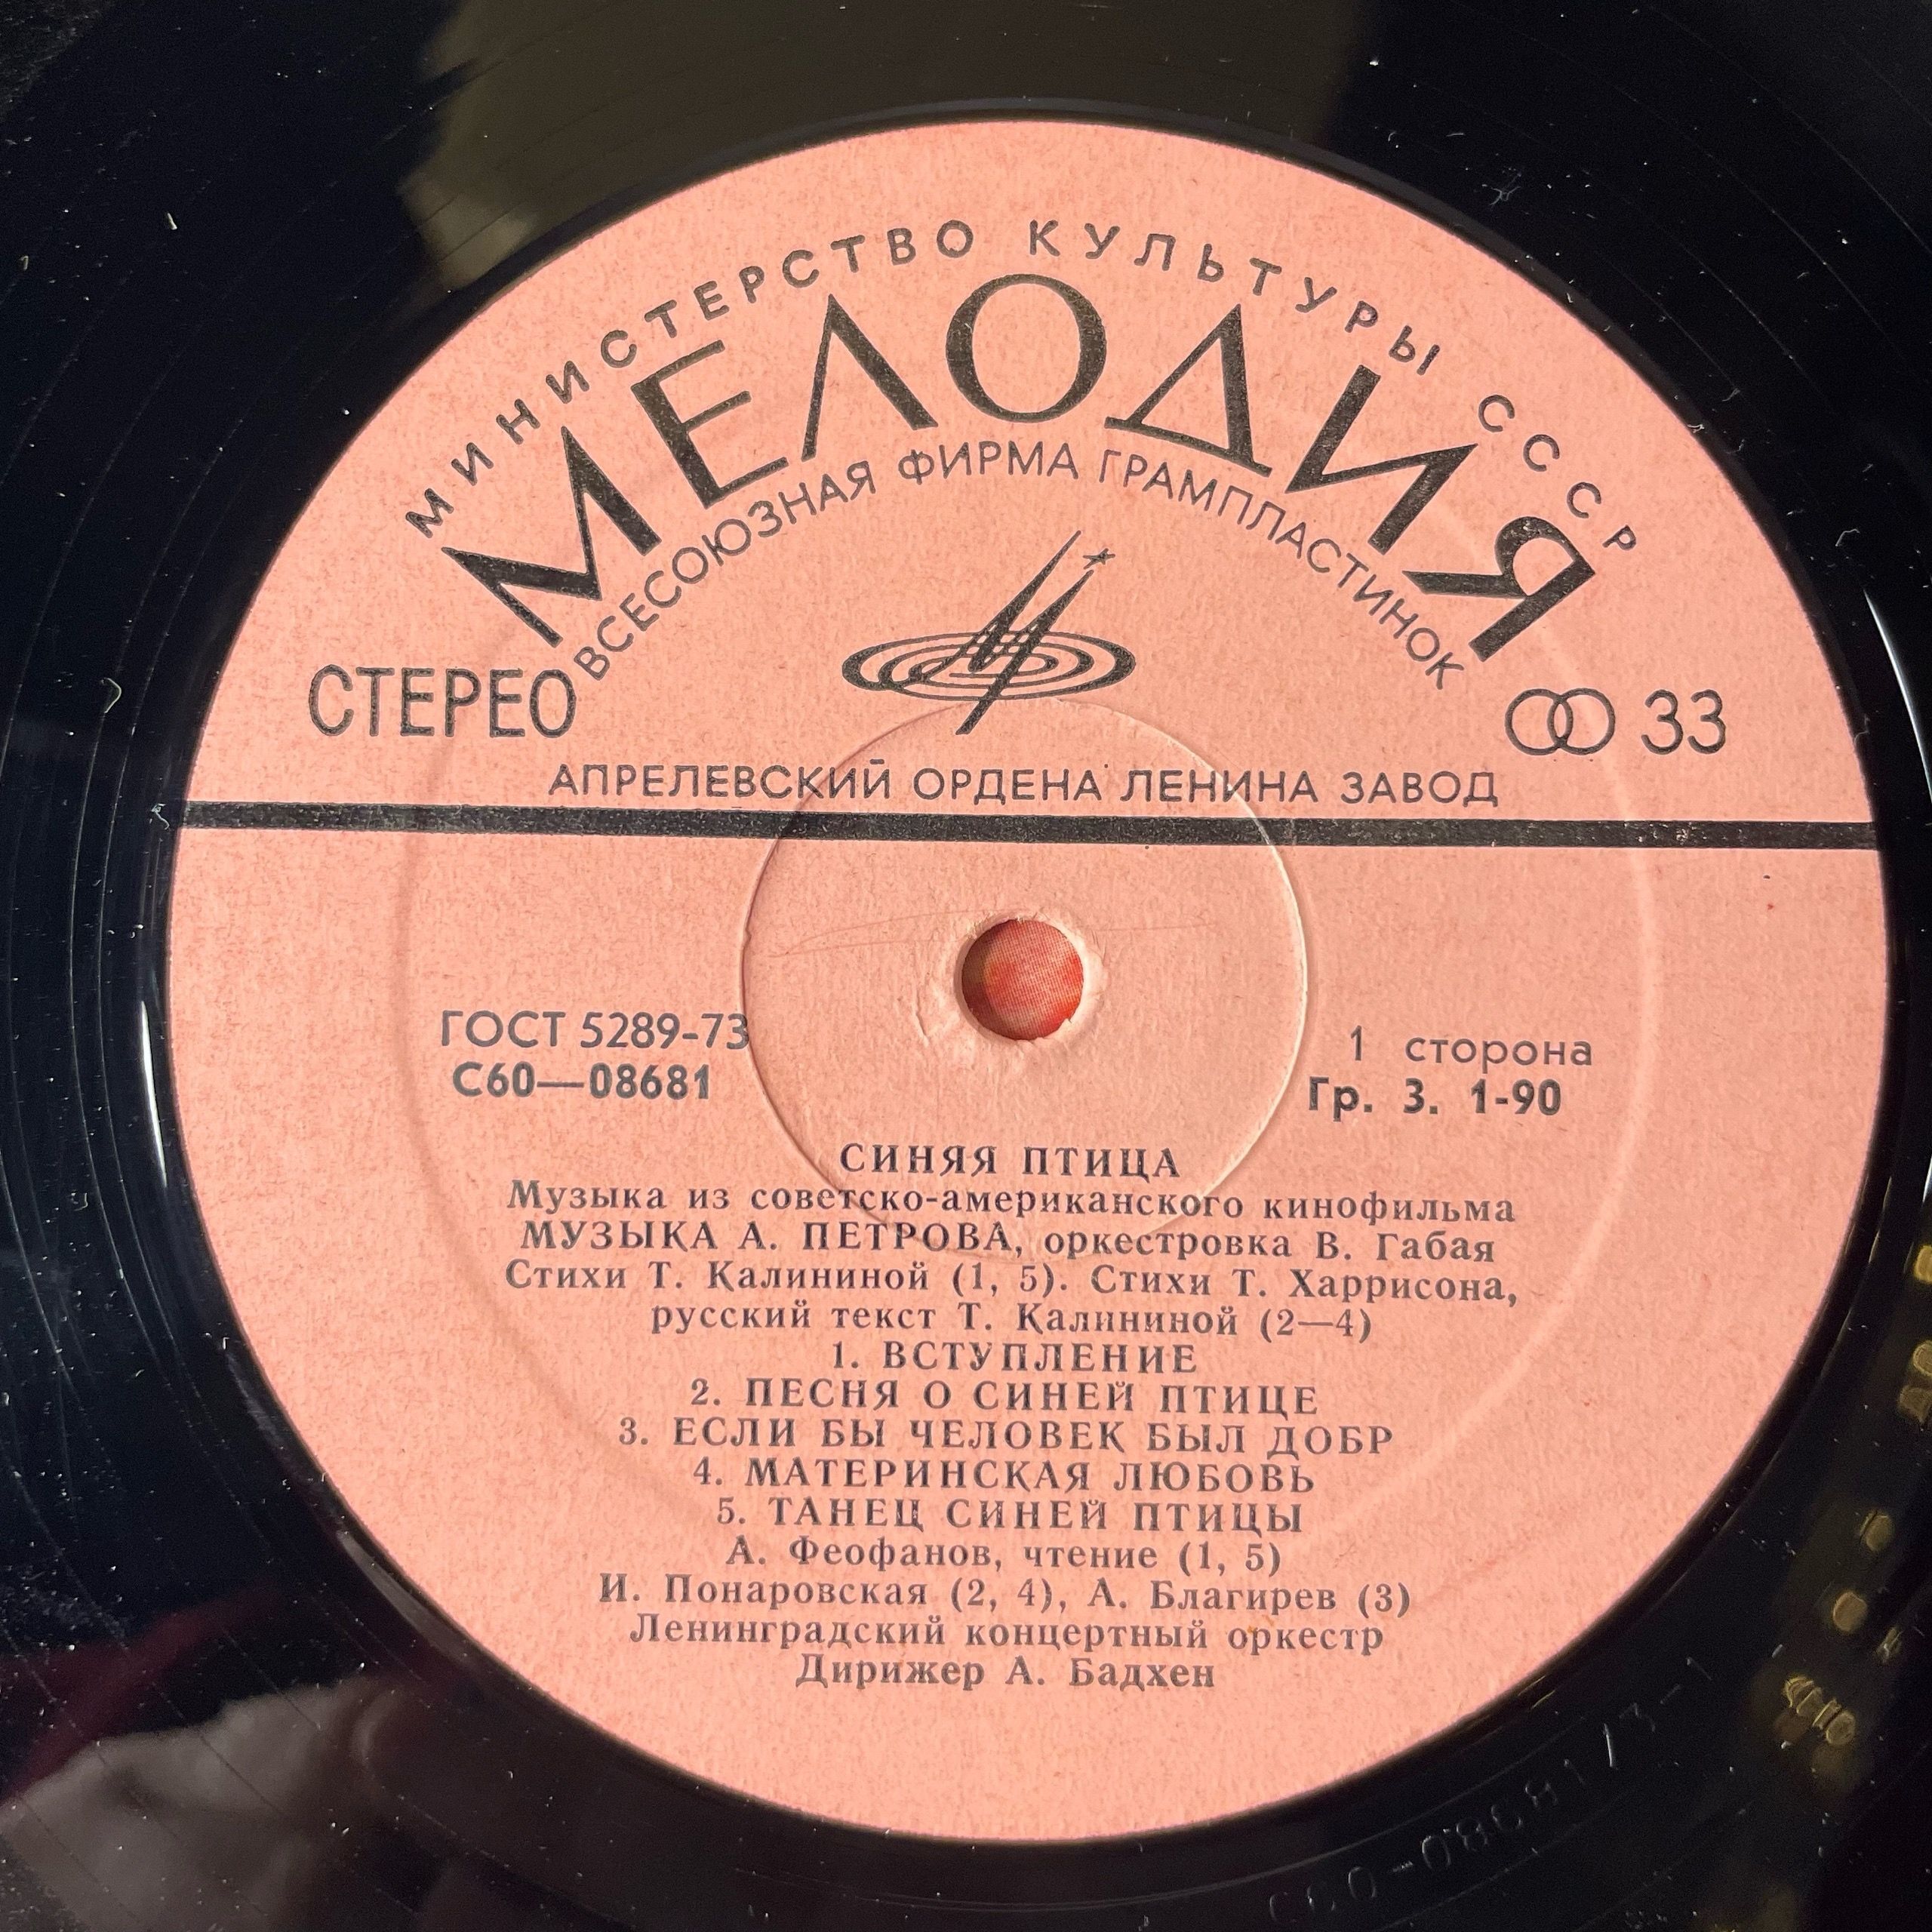 МИНИСТЕРСТВО КУЛЬТУРЫ СССР
МЕЛОДИЯ
ВСЕСОЮЗНАЯ ФИРМА ГРАМПЛАСТИНОК
СТЕРЕО
33
АПРЕЛЕВСКИЙ ОРДЕНА ЛЕНИНА ЗАВОД
ГОСТ 5289-73
С60—08681
1 сторона
Гр. 3. 1-90
СИНЯЯ ПТИЦА
Музыка из советско-американского кинофильма
МУЗЫКА А. ПЕТРОВА, оркестровка В. Габая
Стихи Т. Калининой (1, 5). Стихи Т. Харрисона,
русский текст Т. Калининой (2—4)
1. ВСТУПЛЕНИЕ
2. ПЕСНЯ О СИНЕЙ ПТИЦЕ
3. ЕСЛИ БЫ ЧЕЛОВЕК БЫЛ ДОБР
4. МАТЕРИНСКАЯ ЛЮБОВЬ
5. ТАНЕЦ СИНЕЙ ПТИЦЫ
А. Феофанов, чтение (1, 5)
И. Понаровская (2, 4), А. Благирев (3)
Ленинградский концертный оркестр
Дирижер А. Бадхен
С60-08681/3-1